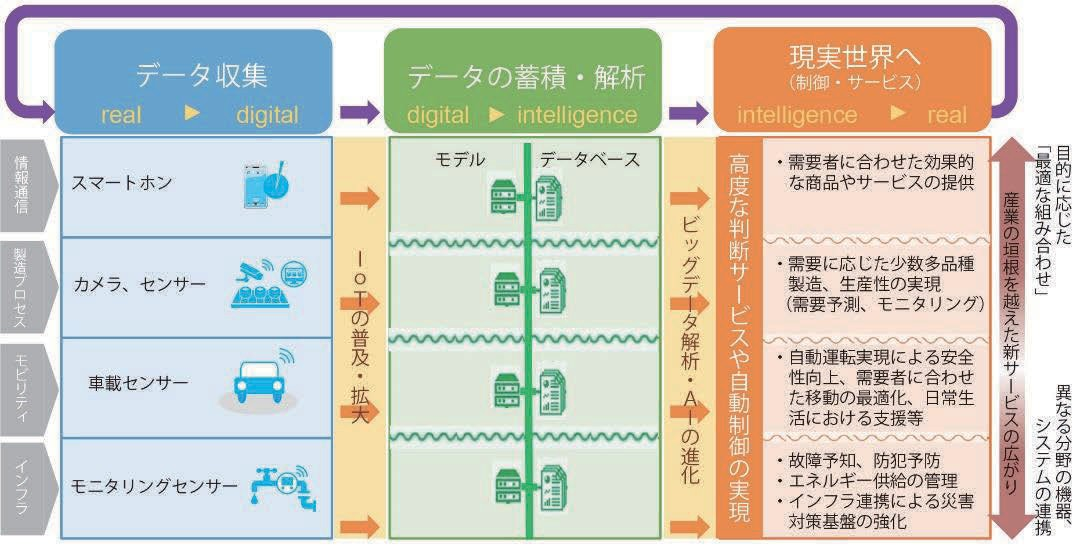 データ収集
real ▶ digital
データの蓄積・解析
digital ▶ intelligence
現実世界へ
（制御・サービス）
intelligence ▶ real
情報通信
スマートホン
製造プロセス
カメラ、センサー
モビリティ
車載センサー
インフラ
モニタリングセンサー
IoTの普及・拡大
モデル
データベース
ビッグデータ解析・AIの進化
高度な判断サービスや自動制御の実現
・需要者に合わせた効果的
な商品やサービスの提供
・需要に応じた少数多品種
製造、生産性の実現
（需要予測、モニタリング）
・自動運転実現による安全
性向上、需要者に合わせ
た移動の最適化、日常生
活における支援等
・故障予知、防犯予防
・エネルギー供給の管理
・インフラ連携による災害
対策基盤の強化
産業の垣根を越えた新サービスの広がり
目的に応じた
「最適な組み合わせ」
異なる分野の機器、
システムの連携